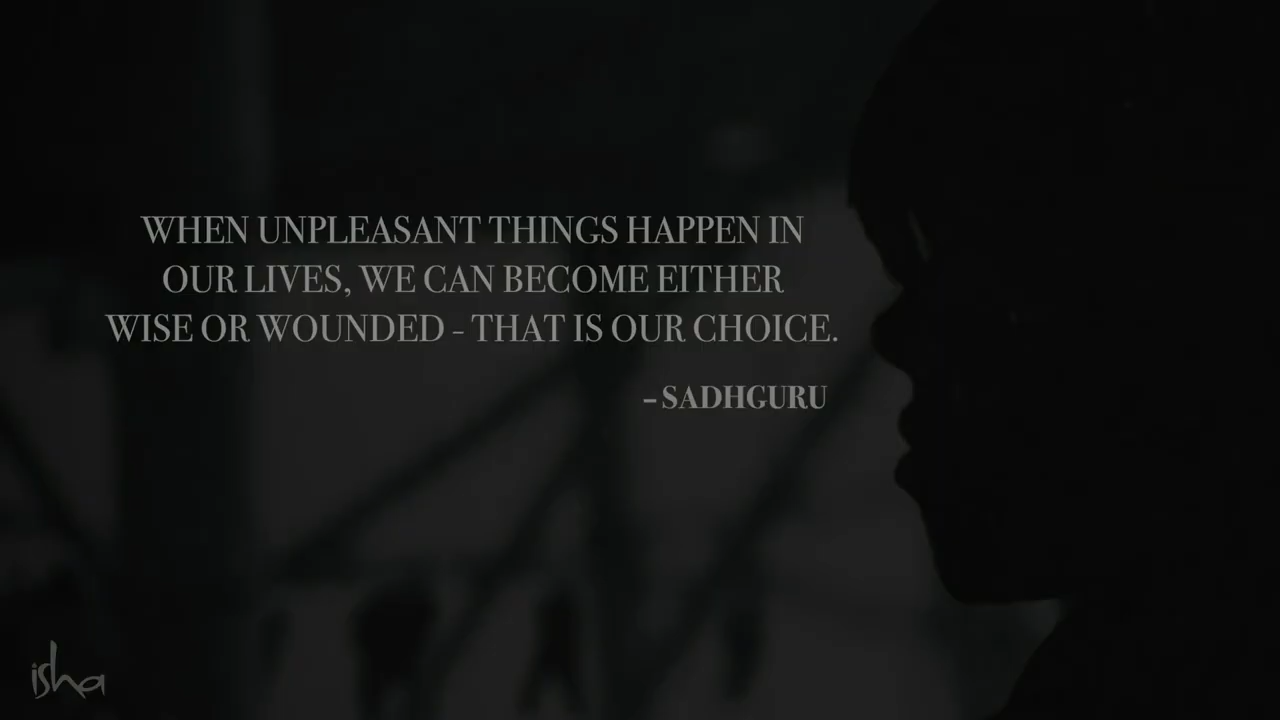 WHEN UNPLEASANT THINGS HAPPEN IN
OUR LIVES, WE CAN BECOME EITHER
WISE OR WOUNDED - THAT IS OUR CHOICE.
- SADHGURU
isha